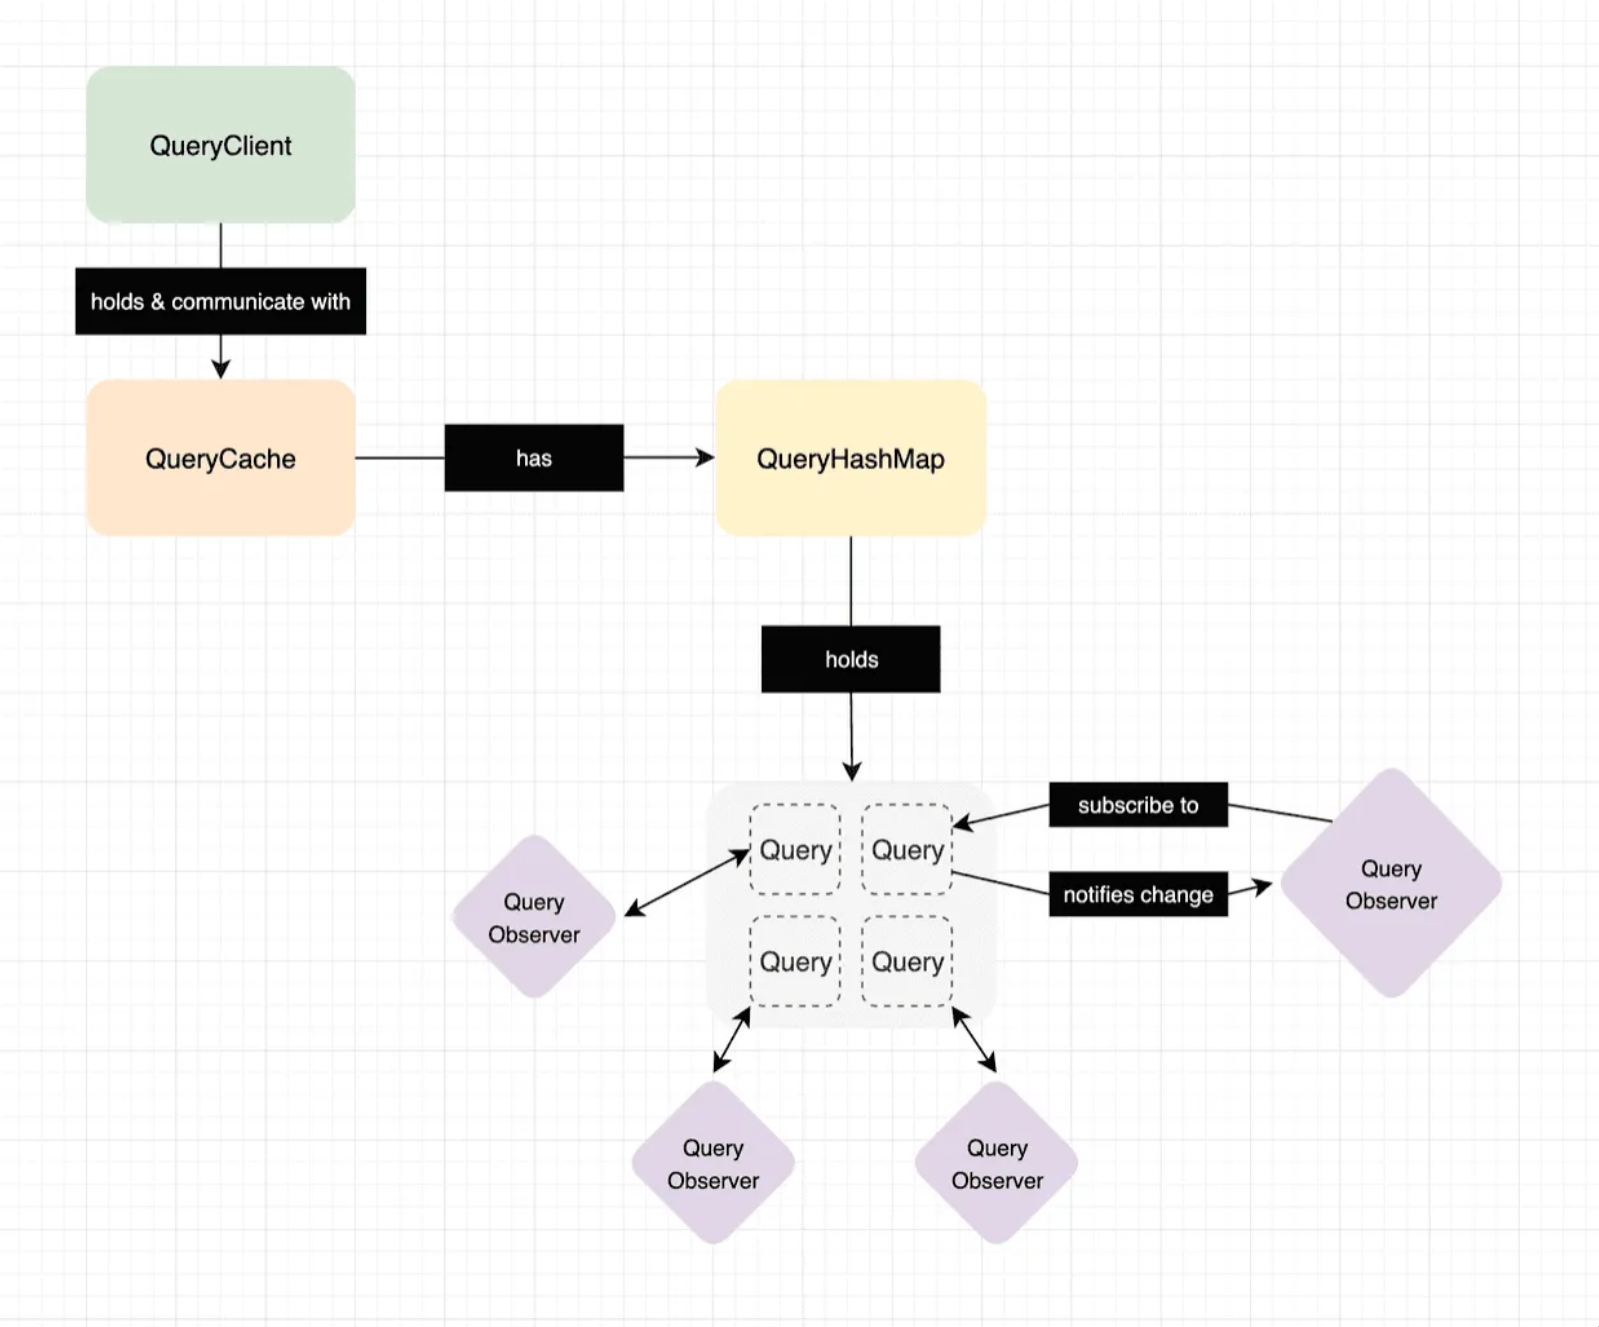 QueryClient
holds & communicate with
QueryCache
has
QueryHashMap
holds
Query
Query
subscribe to
notifies change
Query
Observer
Query
Observer
Query
Query
Query
Observer
Query
Observer